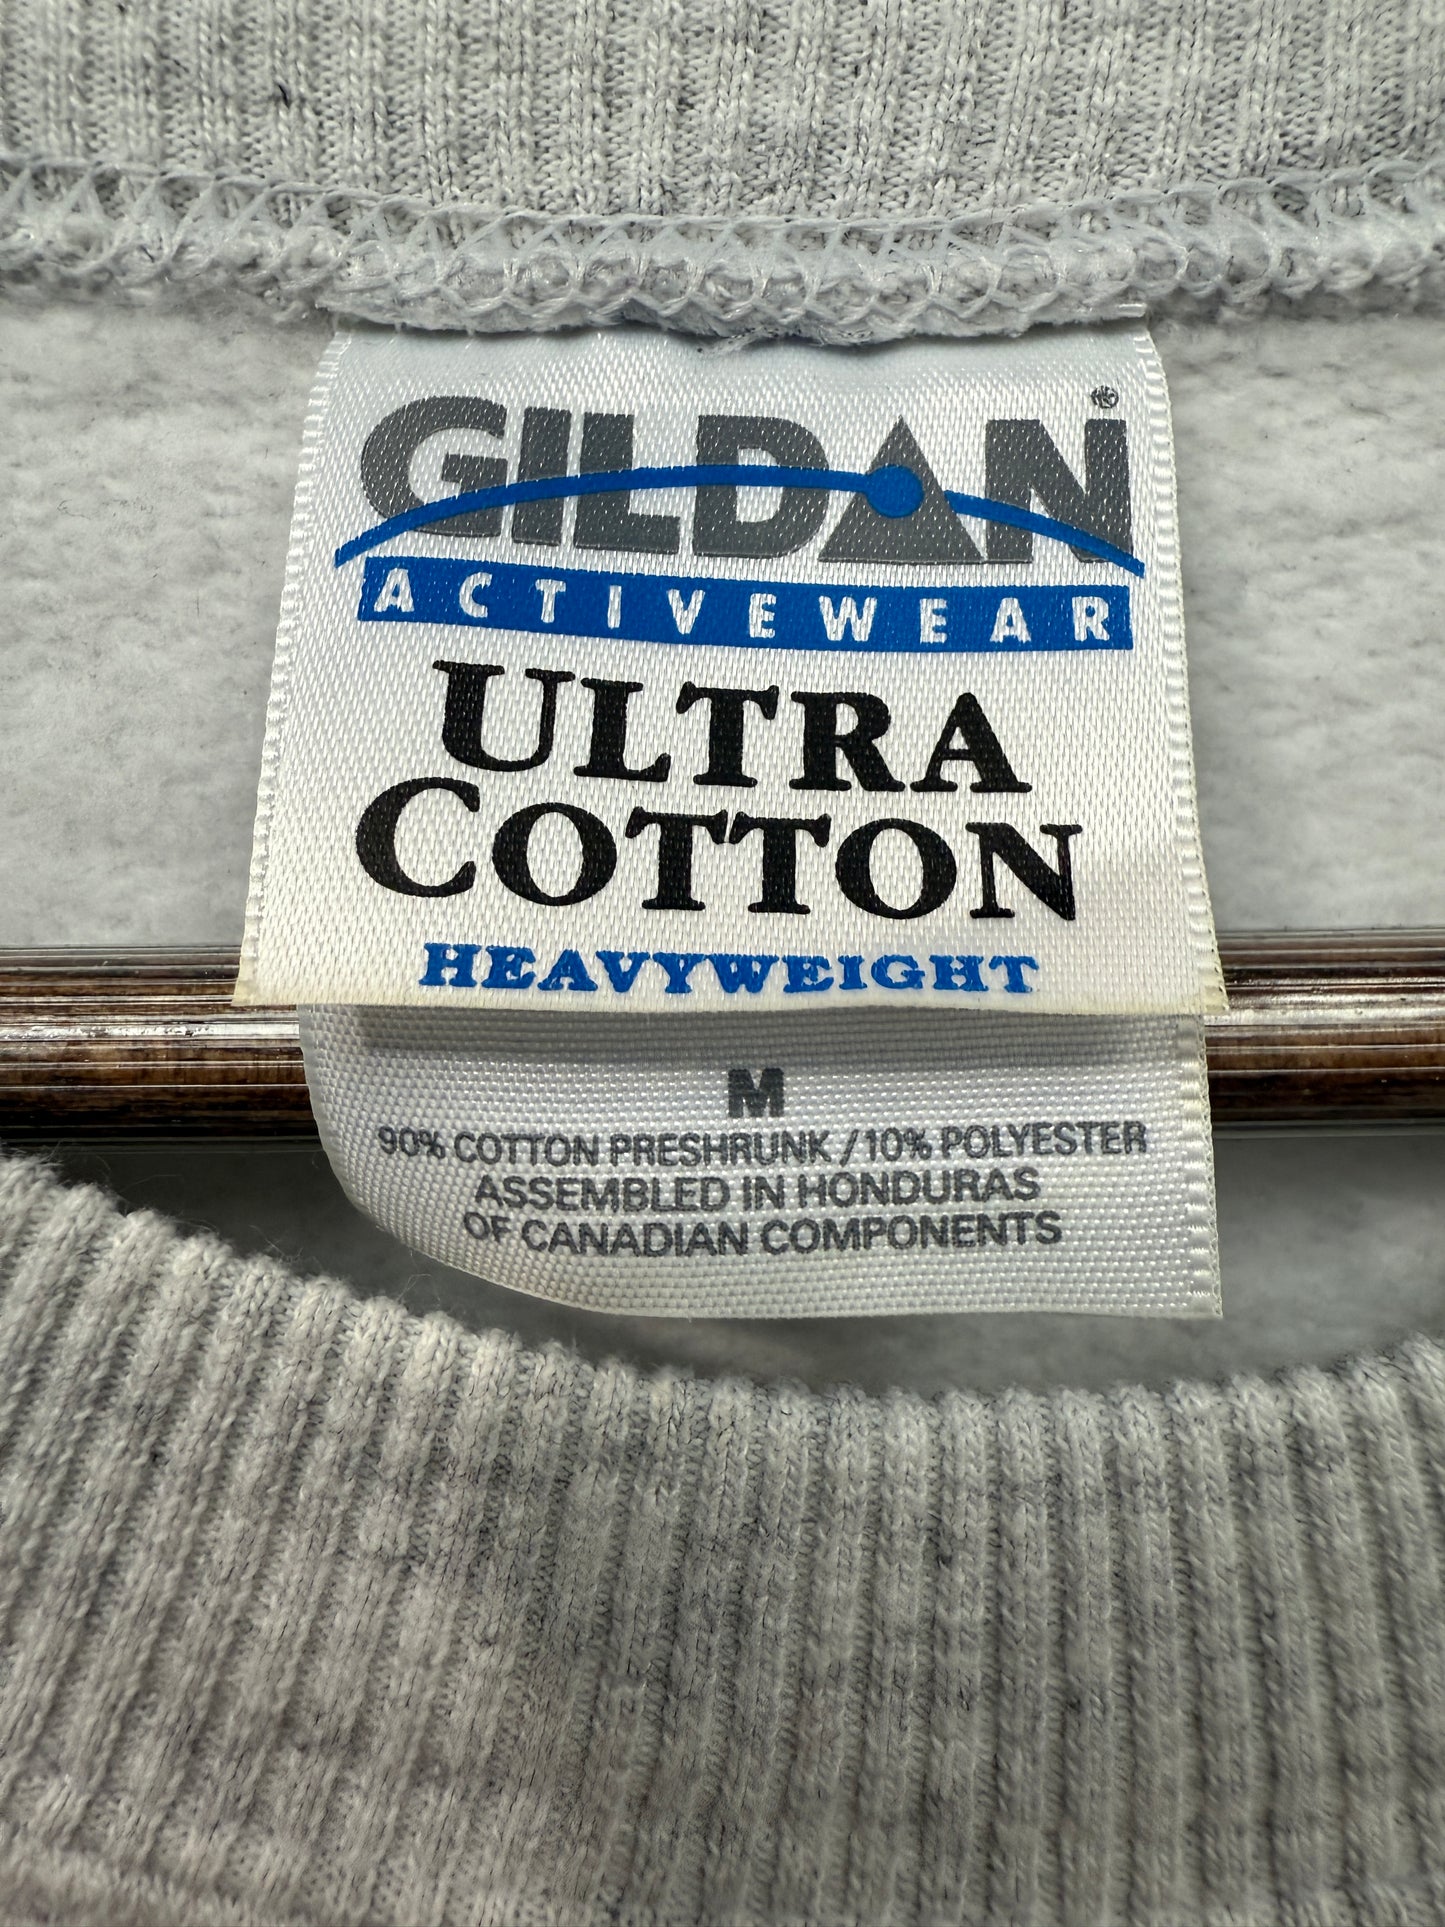 GILDAN®
ACTIVEWEAR
ULTRA
COTTON
HEAVYWEIGHT
M
90% COTTON PRESHRUNK / 10% POLYESTER
ASSEMBLED IN HONDURAS
OF CANADIAN COMPONENTS